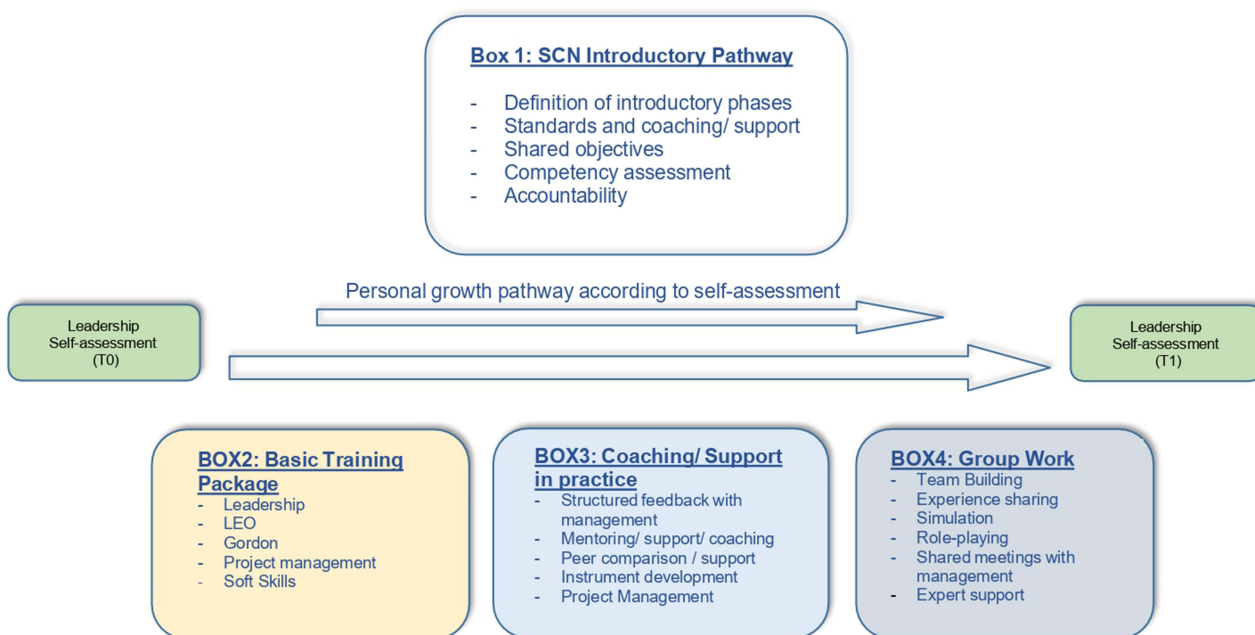 Box 1: SCN Introductory Pathway
- Definition of introductory phases
- Standards and coaching/ support
- Shared objectives
- Competency assessment
- Accountability
Personal growth pathway according to self-assessment
Leadership
Self-assessment
(T0)
Leadership
Self-assessment
(T1)
BOX2: Basic Training
Package
- Leadership
- LEO
- Gordon
- Project management
- Soft Skills
BOX3: Coaching/ Support
in practice
- Structured feedback with
management
- Mentoring/ support/ coaching
- Peer comparison / support
- Instrument development
- Project Management
BOX4: Group Work
- Team Building
- Experience sharing
- Simulation
- Role-playing
- Shared meetings with
management
- Expert support